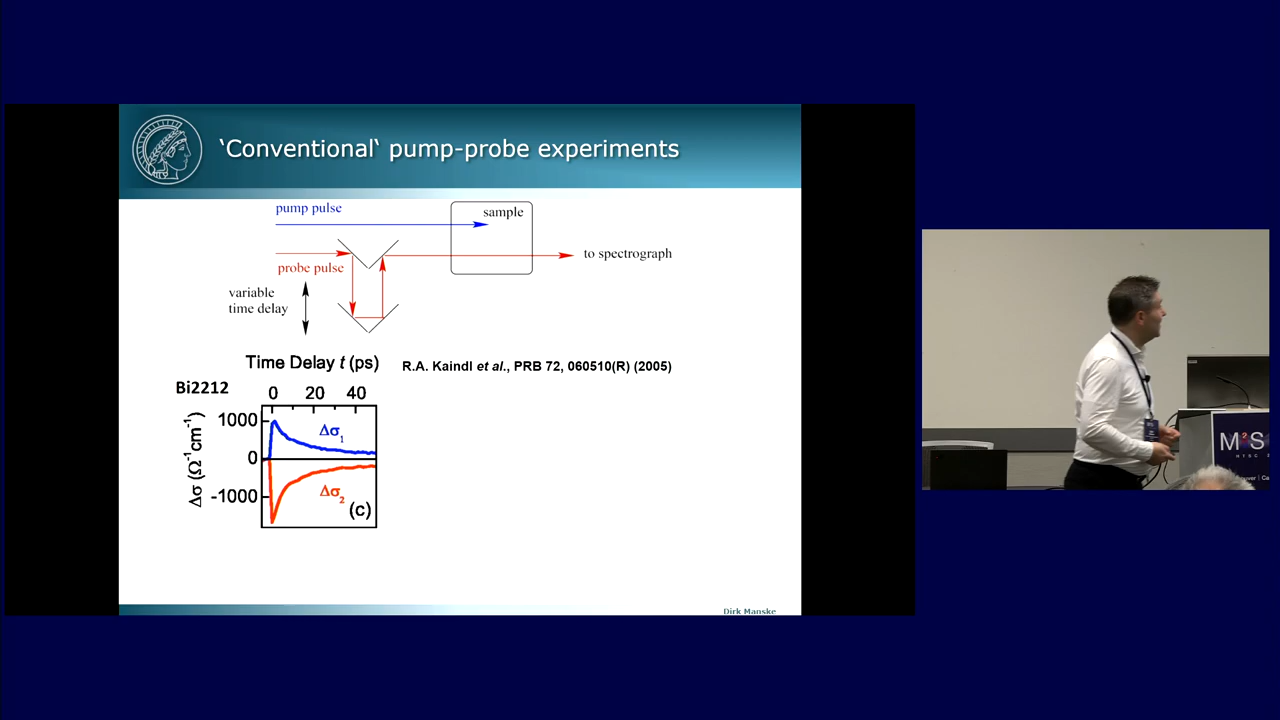 ‘Conventional‘ pump-probe experiments
pump pulse
sample
to spectrograph
probe pulse
variable
time delay
Time Delay t (ps)
R.A. Kaindl et al., PRB 72, 060510(R) (2005)
Bi2212
0 20 40
1000
0
-1000
Δσ (Ω⁻¹cm⁻¹)
Δσ₁
Δσ₂
(c)
Dirk Manske
M²S
HTSC